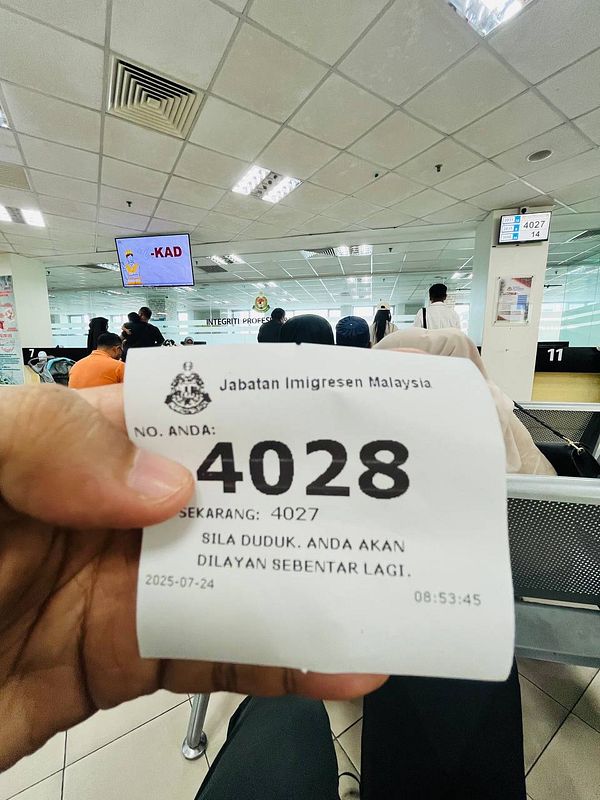 -KAD
4027
14
INTEGRITI
7
11
Jabatan Imigresen Malaysia
NO. ANDA:
4028
SEKARANG: 4027
SILA DUDUK. ANDA AKAN
DILAYAN SEBENTAR LAGI.
2025-07-24
08:53:45